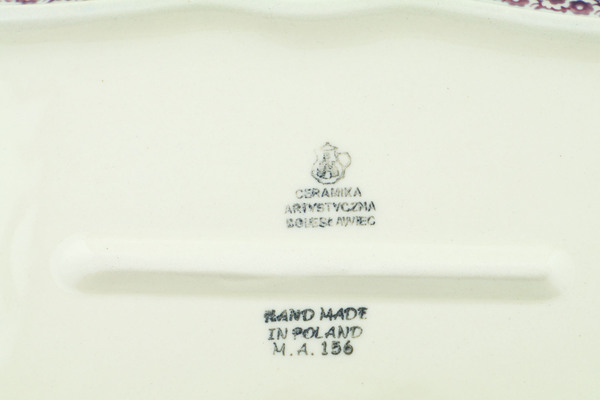 CERAMIKA
ARTYSTYCZNA
BOLESŁAWIEC
HAND MADE
IN POLAND
M.A. 156